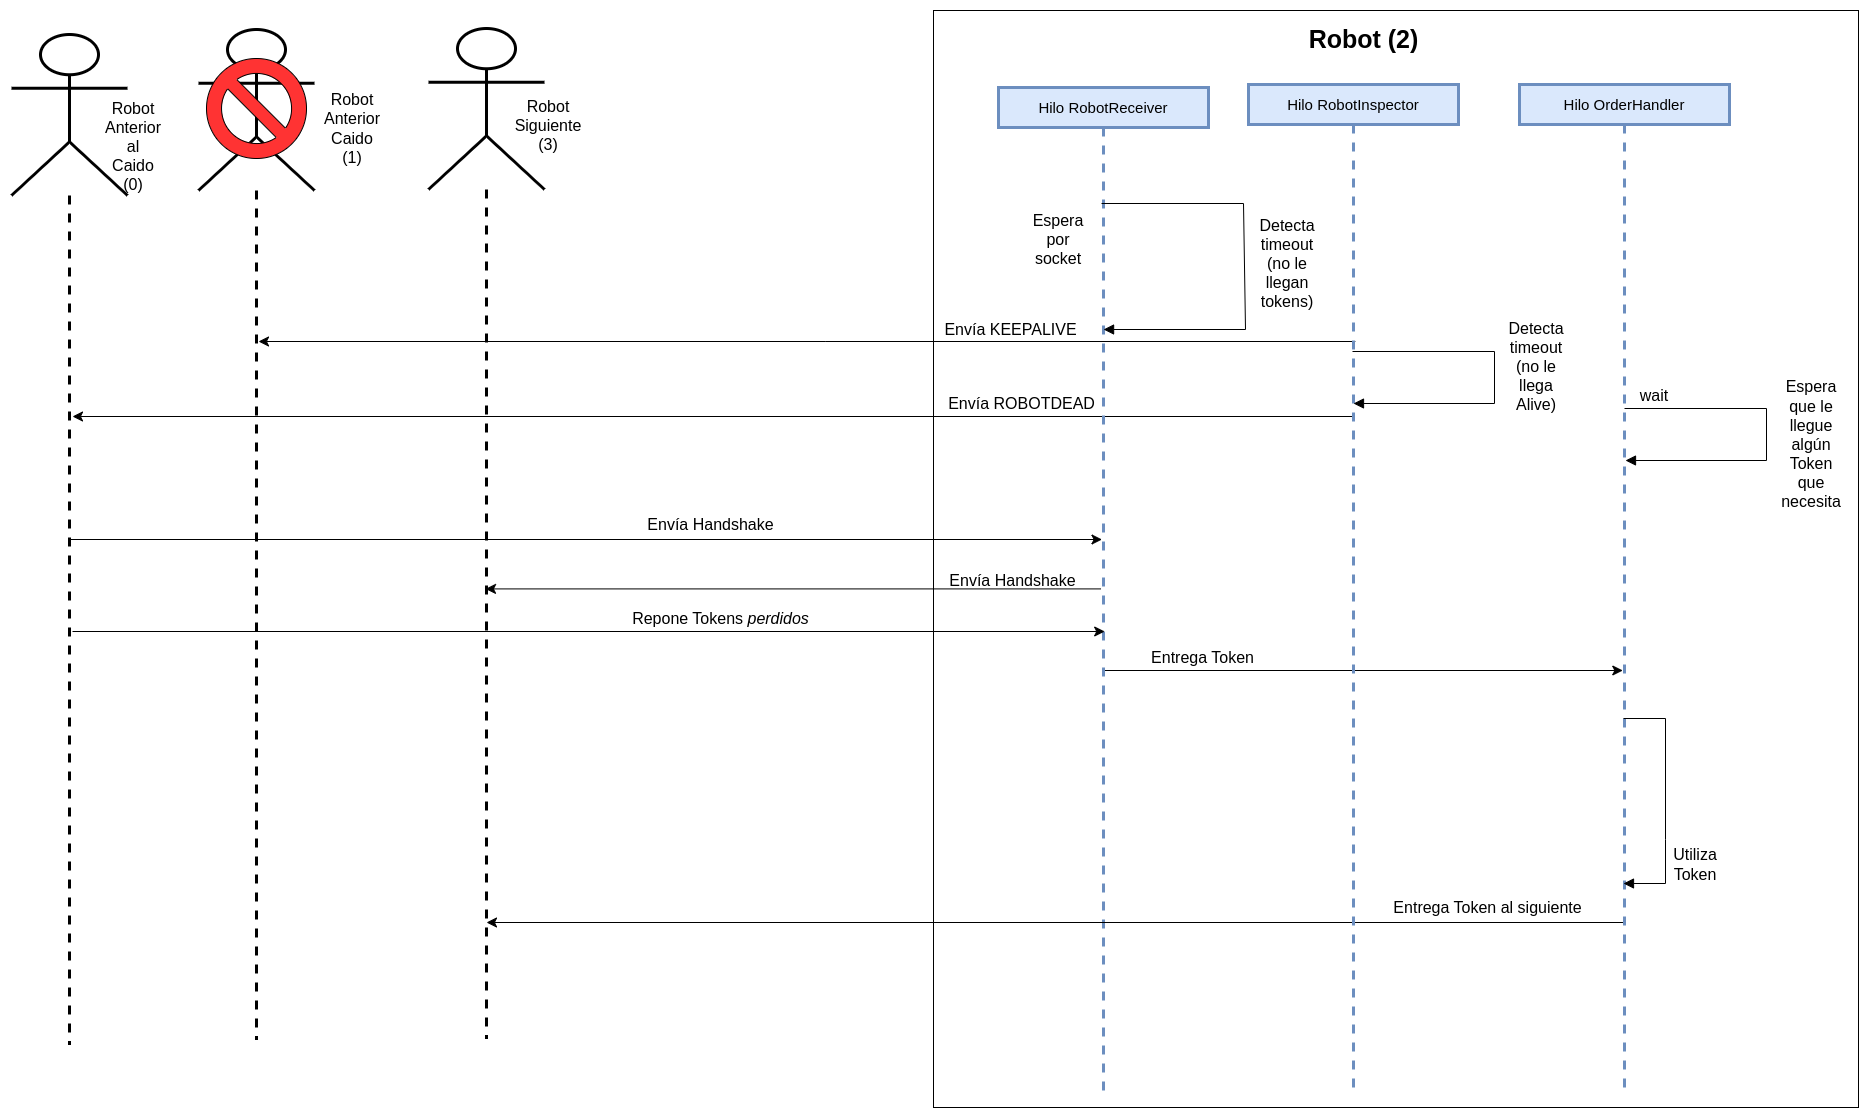 Robot (2)
Robot
Anterior
al
Caido
(0)
Robot
Anterior
Caido
(1)
Robot
Siguiente
(3)
Hilo RobotReceiver
Hilo RobotInspector
Hilo OrderHandler
Espera
por
socket
Detecta
timeout
(no le
llegan
tokens)
Envía KEEPALIVE
Detecta
timeout
(no le
llega
Alive)
Envía ROBOTDEAD
wait
Espera
que le
llegue
algún
Token
que
necesita
Envía Handshake
Envía Handshake
Repone Tokens perdidos
Entrega Token
Utiliza
Token
Entrega Token al siguiente